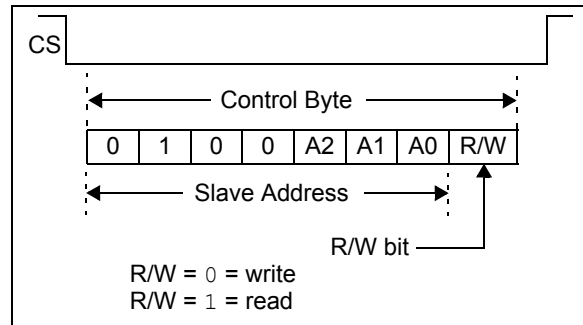 CS
Control Byte
0 1 0 0 A2 A1 A0 R/W
Slave Address
R/W bit
R/W = 0 = write
R/W = 1 = read